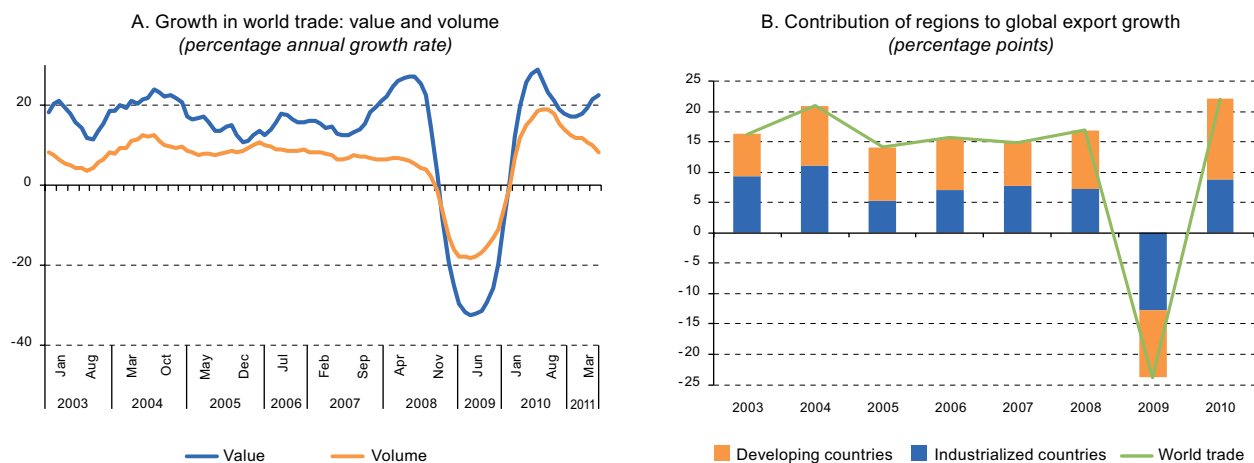 A. Growth in world trade: value and volume
(percentage annual growth rate)
20
0
-20
-40
Jan Aug Mar Oct May Dec Jul Feb Sep Apr Nov Jun Jan Aug Mar
2003 2004 2005 2006 2007 2008 2009 2010 2011
Value Volume
B. Contribution of regions to global export growth
(percentage points)
25
20
15
10
5
0
-5
-10
-15
-20
-25
2003 2004 2005 2006 2007 2008 2009 2010
Developing countries Industrialized countries World trade